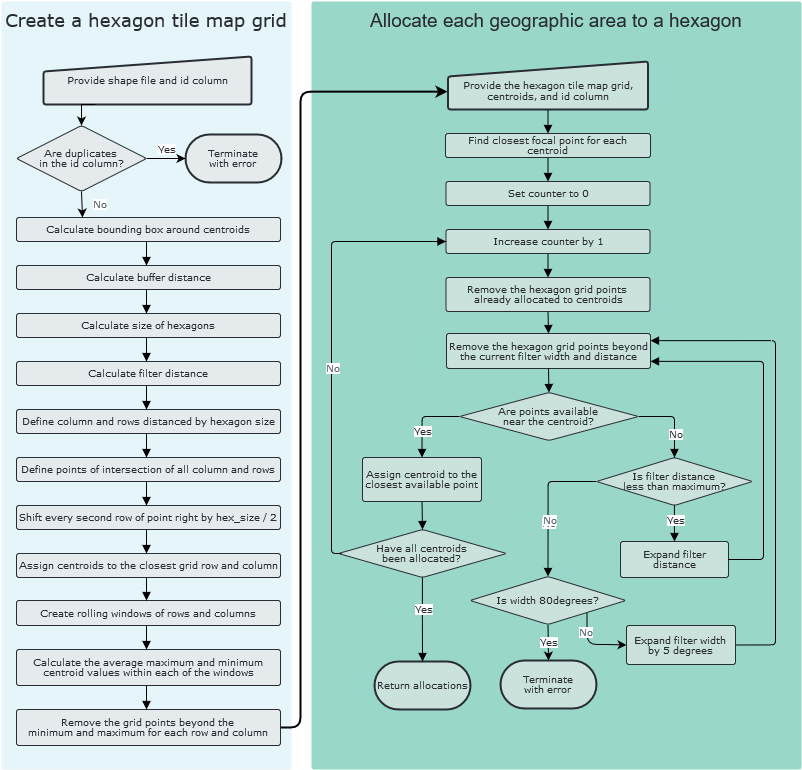 Create a hexagon tile map grid
Provide shape file and id column
Are duplicates
in the id column?
Yes
Terminate
with error
No
Calculate bounding box around centroids
Calculate buffer distance
Calculate size of hexagons
Calculate filter distance
Define column and rows distanced by hexagon size
Define points of intersection of all column and rows
Shift every second row of point right by hex_size / 2
Assign centroids to the closest grid row and column
Create rolling windows of rows and columns
Calculate the average maximum and minimum
centroid values within each of the windows
Remove the grid points beyond the
minimum and maximum for each row and column
Allocate each geographic area to a hexagon
Provide the hexagon tile map grid,
centroids, and id column
Find closest focal point for each
centroid
Set counter to 0
Increase counter by 1
Remove the hexagon grid points
already allocated to centroids
Remove the hexagon grid points beyond
the current filter width and distance
No
Are points available
near the centroid?
Yes
No
Assign centroid to the
closest available point
Is filter distance
less than maximum?
No
Yes
Have all centroids
been allocated?
Expand filter
distance
Yes
Is width 80degrees?
No
Yes
Expand filter width
by 5 degrees
Return allocations
Terminate
with error